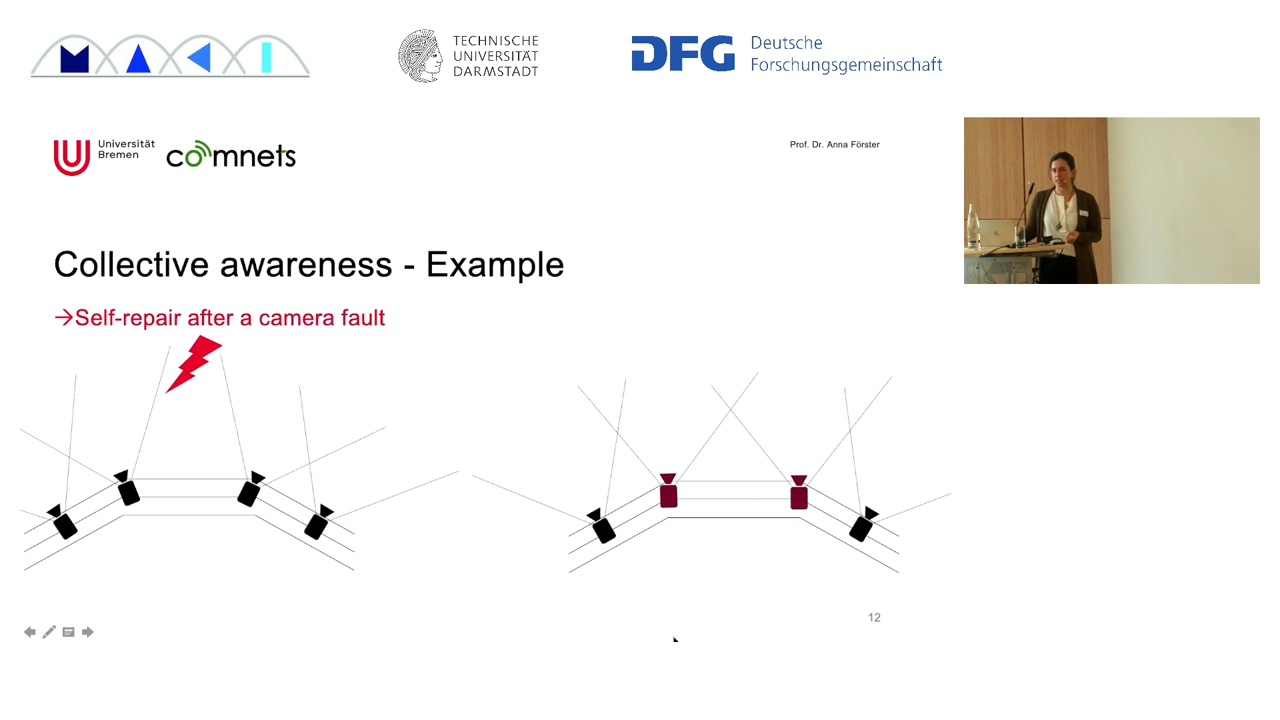 MAKI
TECHNISCHE
UNIVERSITÄT
DARMSTADT
DFG
Deutsche
Forschungsgemeinschaft
Universität
Bremen
comnets
Prof. Dr. Anna Förster
Collective awareness - Example
→Self-repair after a camera fault
12